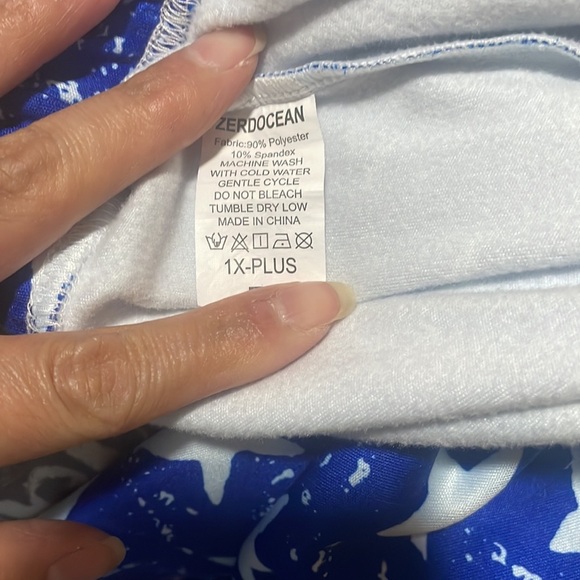 ZERDOCEAN
Fabric:90% Polyester
10% Spandex
MACHINE WASH
WITH COLD WATER
GENTLE CYCLE
DO NOT BLEACH
TUMBLE DRY LOW
MADE IN CHINA
1X-PLUS